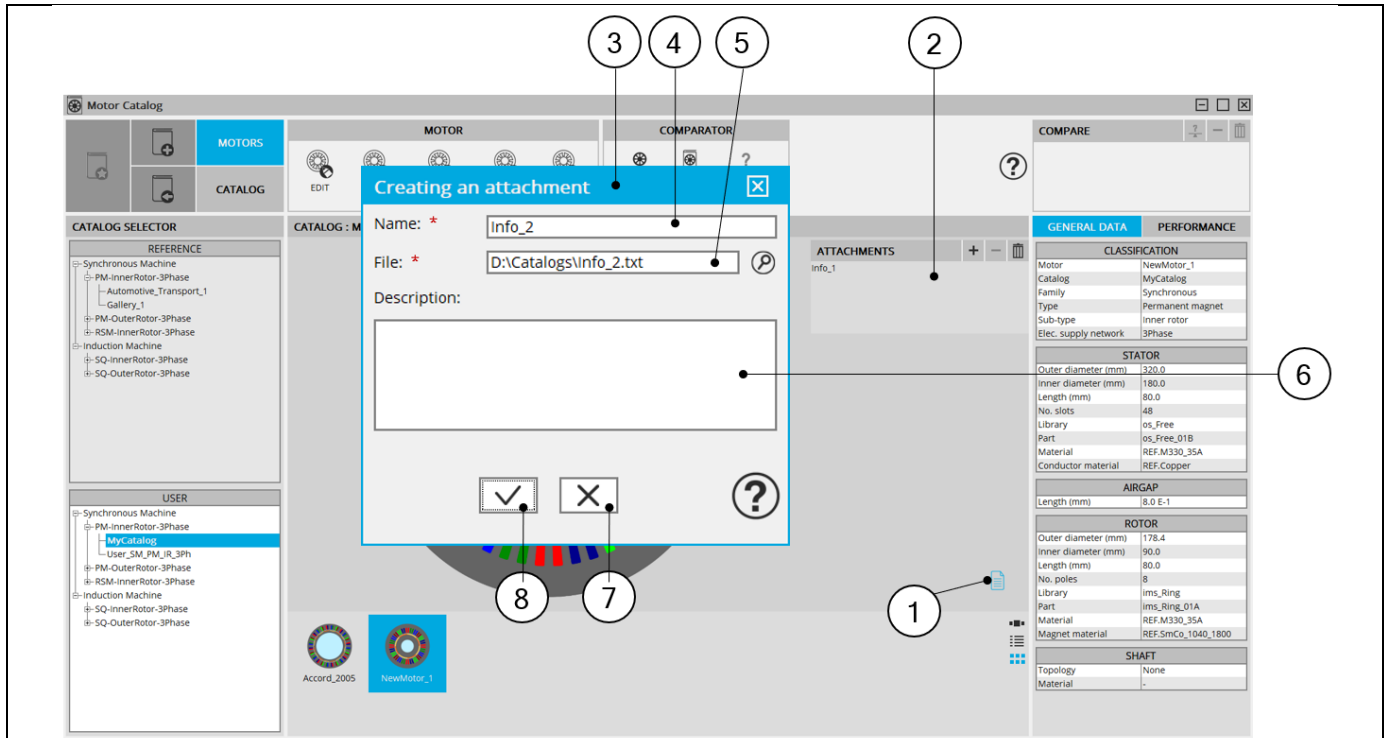 3 4 5 2
Motor Catalog
MOTORS
CATALOG
MOTOR
EDIT
COMPARATOR
?
?
COMPARE
?
CATALOG SELECTOR
REFERENCE
Synchronous Machine
PM-InnerRotor-3Phase
Automotive_Transport_1
Gallery_1
PM-OuterRotor-3Phase
RSM-InnerRotor-3Phase
Induction Machine
SQ-InnerRotor-3Phase
SQ-OuterRotor-3Phase
USER
Synchronous Machine
PM-InnerRotor-3Phase
MyCatalog
User_SM_PM_IR_3Ph
PM-OuterRotor-3Phase
RSM-InnerRotor-3Phase
Induction Machine
SQ-InnerRotor-3Phase
SQ-OuterRotor-3Phase
CATALOG : M
Creating an attachment
Name: * Info_2
File: * D:\Catalogs\Info_2.txt
Description:
?
8 7
ATTACHMENTS
Info_1
1
6
Accord_2005
NewMotor_1
GENERAL DATA PERFORMANCE
CLASSIFICATION
Motor NewMotor_1
Catalog MyCatalog
Family Synchronous
Type Permanent magnet
Sub-type Inner rotor
Elec. supply network 3Phase
STATOR
Outer diameter (mm) 320.0
Inner diameter (mm) 180.0
Length (mm) 80.0
No. slots 48
Library os_Free
Part os_Free_01B
Material REF.M330_35A
Conductor material REF.Copper
AIRGAP
Length (mm) 8.0 E-1
ROTOR
Outer diameter (mm) 178.4
Inner diameter (mm) 90.0
Length (mm) 80.0
No. poles 8
Library ims_Ring
Part ims_Ring_01A
Material REF.M330_35A
Magnet material REF.SmCo_1040_1800
SHAFT
Topology None
Material -